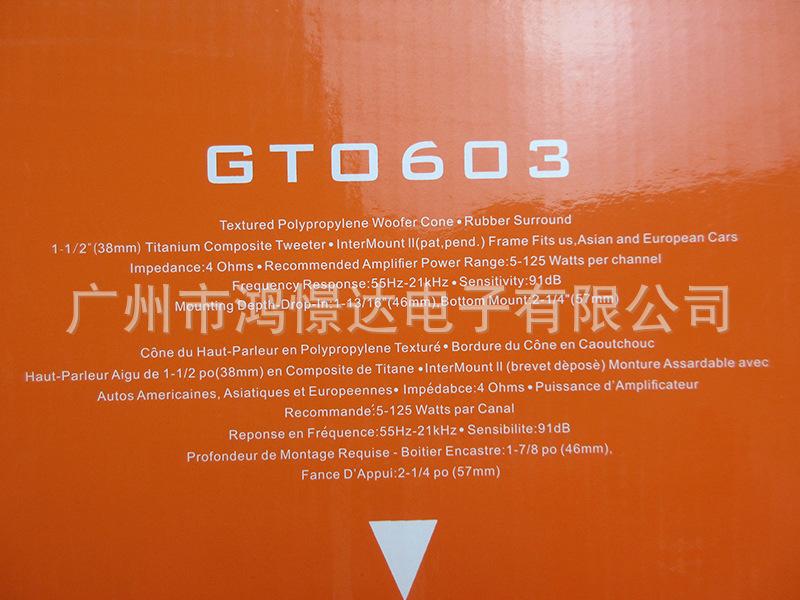 GTO603
Textured Polypropylene Woofer Cone • Rubber Surround
1-1/2"(38mm) Titanium Composite Tweeter • InterMount II(pat,pend.) Frame Fits us,Asian and European Cars
Impedance:4 Ohms • Recommended Amplifier Power Range:5-125 Watts per channel
Frequency Response:55Hz-21kHz • Sensitivity:91dB
Mounting Depth-Drop-In:1-13/16"(46mm),Bottom Mount:2-1/4"(57mm)
广州市鸿憬达电子有限公司
Cône du Haut-Parleur en Polypropylene Texturé • Bordure du Cône en Caoutchouc
Haut-Parleur Aigu de 1-1/2 po(38mm) en Composite de Titane • InterMount II (brevet dèposè) Monture Assardable avec
Autos Americaines, Asiatiques et Europeennes • Impédabce:4 Ohms • Puissance d'Amplificateur
Recommande:5-125 Watts par Canal
Reponse en Fréquence:55Hz-21kHz • Sensibilite:91dB
Profondeur de Montage Requise - Boitier Encastre:1-7/8 po (46mm),
Fance D'Appui:2-1/4 po (57mm)